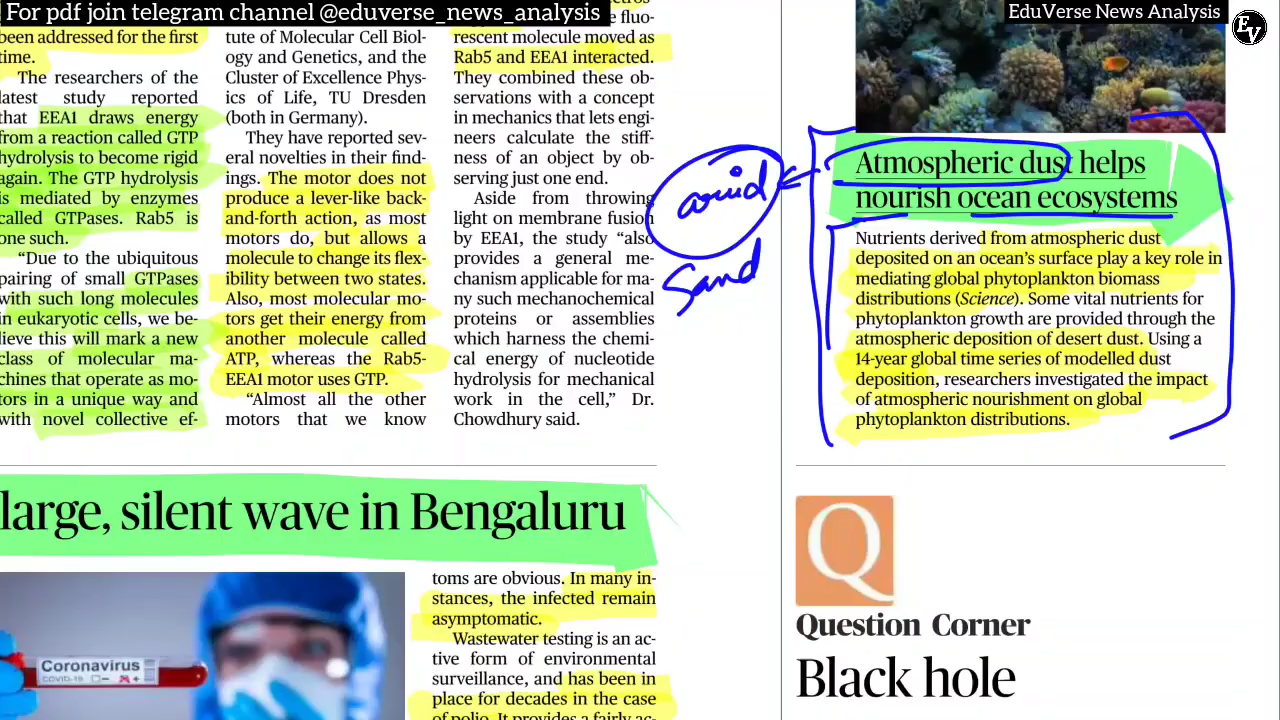 For pdf join telegram channel @eduverse_news_analysis
EduVerse News Analysis
EV
been addressed for the first
time.
The researchers of the
latest study reported
that EEA1 draws energy
from a reaction called GTP
hydrolysis to become rigid
again. The GTP hydrolysis
is mediated by enzymes
called GTPases. Rab5 is
one such.
“Due to the ubiquitous
pairing of small GTPases
with such long molecules
in eukaryotic cells, we be-
lieve this will mark a new
class of molecular ma-
chines that operate as mo-
tors in a unique way and
with novel collective ef-
tute of Molecular Cell Biol-
ogy and Genetics, and the
Cluster of Excellence Phys-
ics of Life, TU Dresden
(both in Germany).
They have reported sev-
eral novelties in their find-
ings. The motor does not
produce a lever-like back-
and-forth action, as most
motors do, but allows a
molecule to change its flex-
ibility between two states.
Also, most molecular mo-
tors get their energy from
another molecule called
ATP, whereas the Rab5-
EEA1 motor uses GTP.
“Almost all the other
motors that we know
fluo-
rescent molecule moved as
Rab5 and EEA1 interacted.
They combined these ob-
servations with a concept
in mechanics that lets engi-
neers calculate the stiff-
ness of an object by ob-
serving just one end.
Aside from throwing
light on membrane fusion
by EEA1, the study “also
provides a general me-
chanism applicable for ma-
ny such mechanochemical
proteins or assemblies
which harness the chemi-
cal energy of nucleotide
hydrolysis for mechanical
work in the cell,” Dr.
Chowdhury said.
arid
Sand
Atmospheric dust helps
nourish ocean ecosystems
Nutrients derived from atmospheric dust
deposited on an ocean’s surface play a key role in
mediating global phytoplankton biomass
distributions (Science). Some vital nutrients for
phytoplankton growth are provided through the
atmospheric deposition of desert dust. Using a
14-year global time series of modelled dust
deposition, researchers investigated the impact
of atmospheric nourishment on global
phytoplankton distributions.
large, silent wave in Bengaluru
Coronavirus
COVID-19
toms are obvious. In many in-
stances, the infected remain
asymptomatic.
Wastewater testing is an ac-
tive form of environmental
surveillance, and has been in
place for decades in the case
of polio. It provides a fairly ac-
Q
Question Corner
Black hole